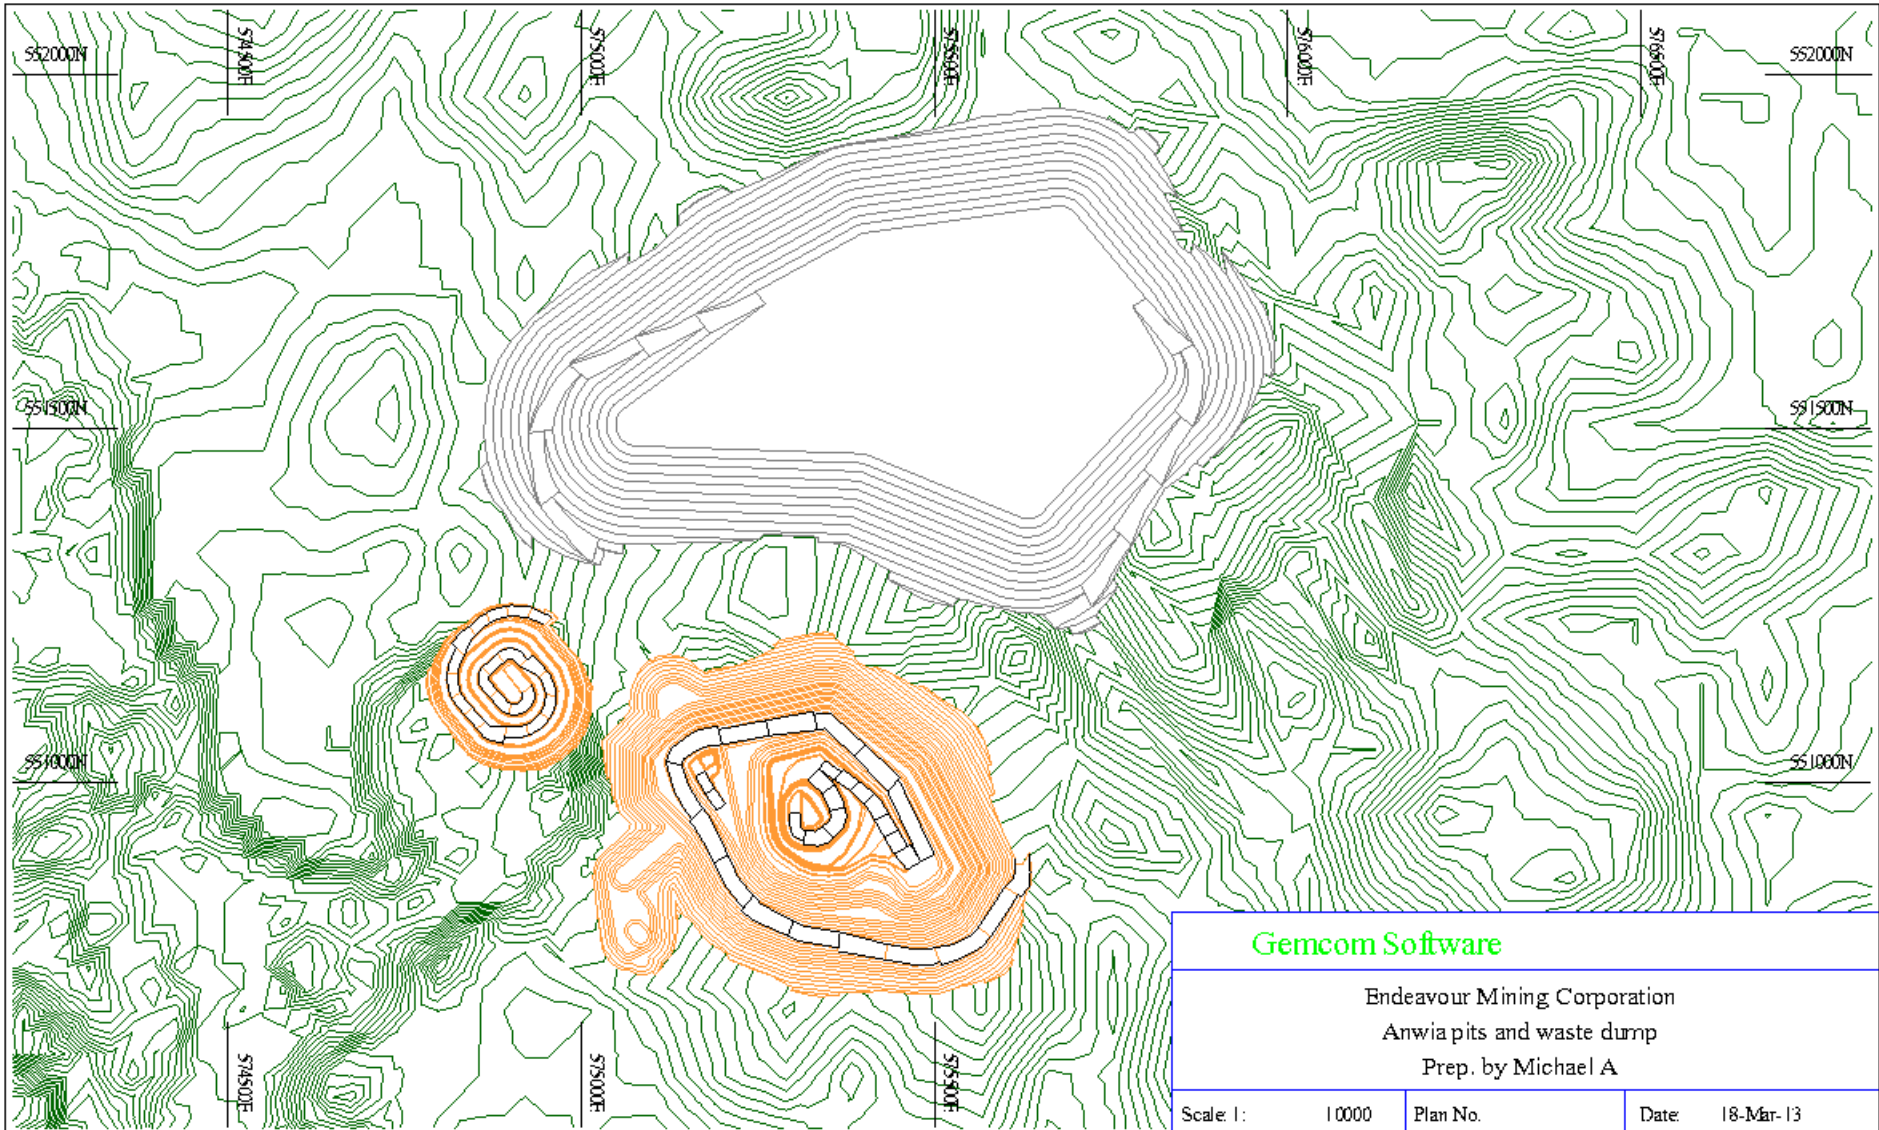 552000N
574500E
575000E
575500E
576000E
576500E
552000N
551500N
551500N
551000N
551000N
574500E
575000E
575500E
Gemcom Software
Endeavour Mining Corporation
Anwia pits and waste dump
Prep. by Michael A
Scale: 1: 10000 Plan No. Date: 18-Mar-13